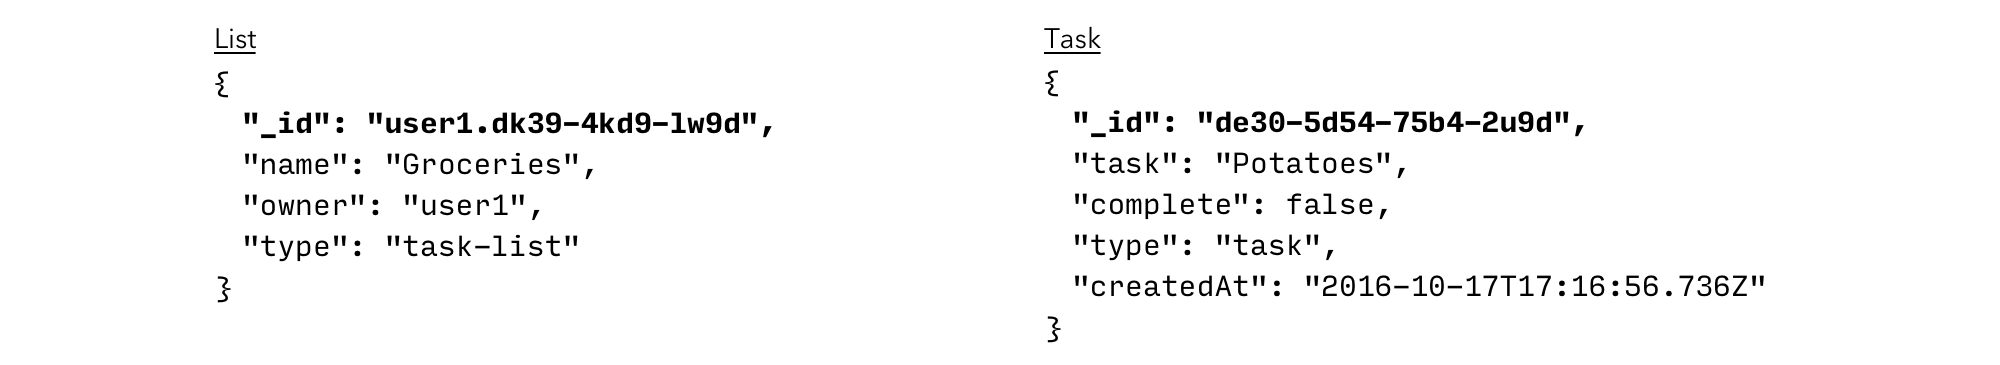 List
{
  "_id": "user1.dk39-4kd9-lw9d",
  "name": "Groceries",
  "owner": "user1",
  "type": "task-list"
}
Task
{
  "_id": "de30-5d54-75b4-2u9d",
  "task": "Potatoes",
  "complete": false,
  "type": "task",
  "createdAt": "2016-10-17T17:16:56.736Z"
}